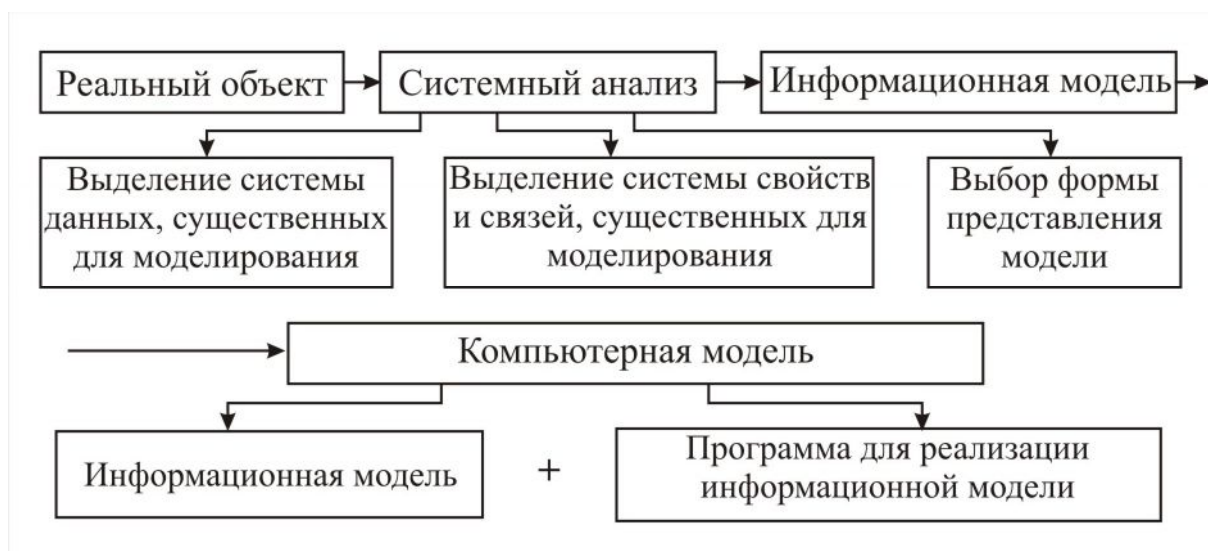 Реальный объект
Системный анализ
Информационная модель
Выделение системы
данных, существенных
для моделирования
Выделение системы свойств
и связей, существенных для
моделирования
Выбор формы
представления
модели
Компьютерная модель
Информационная модель
+
Программа для реализации
информационной модели